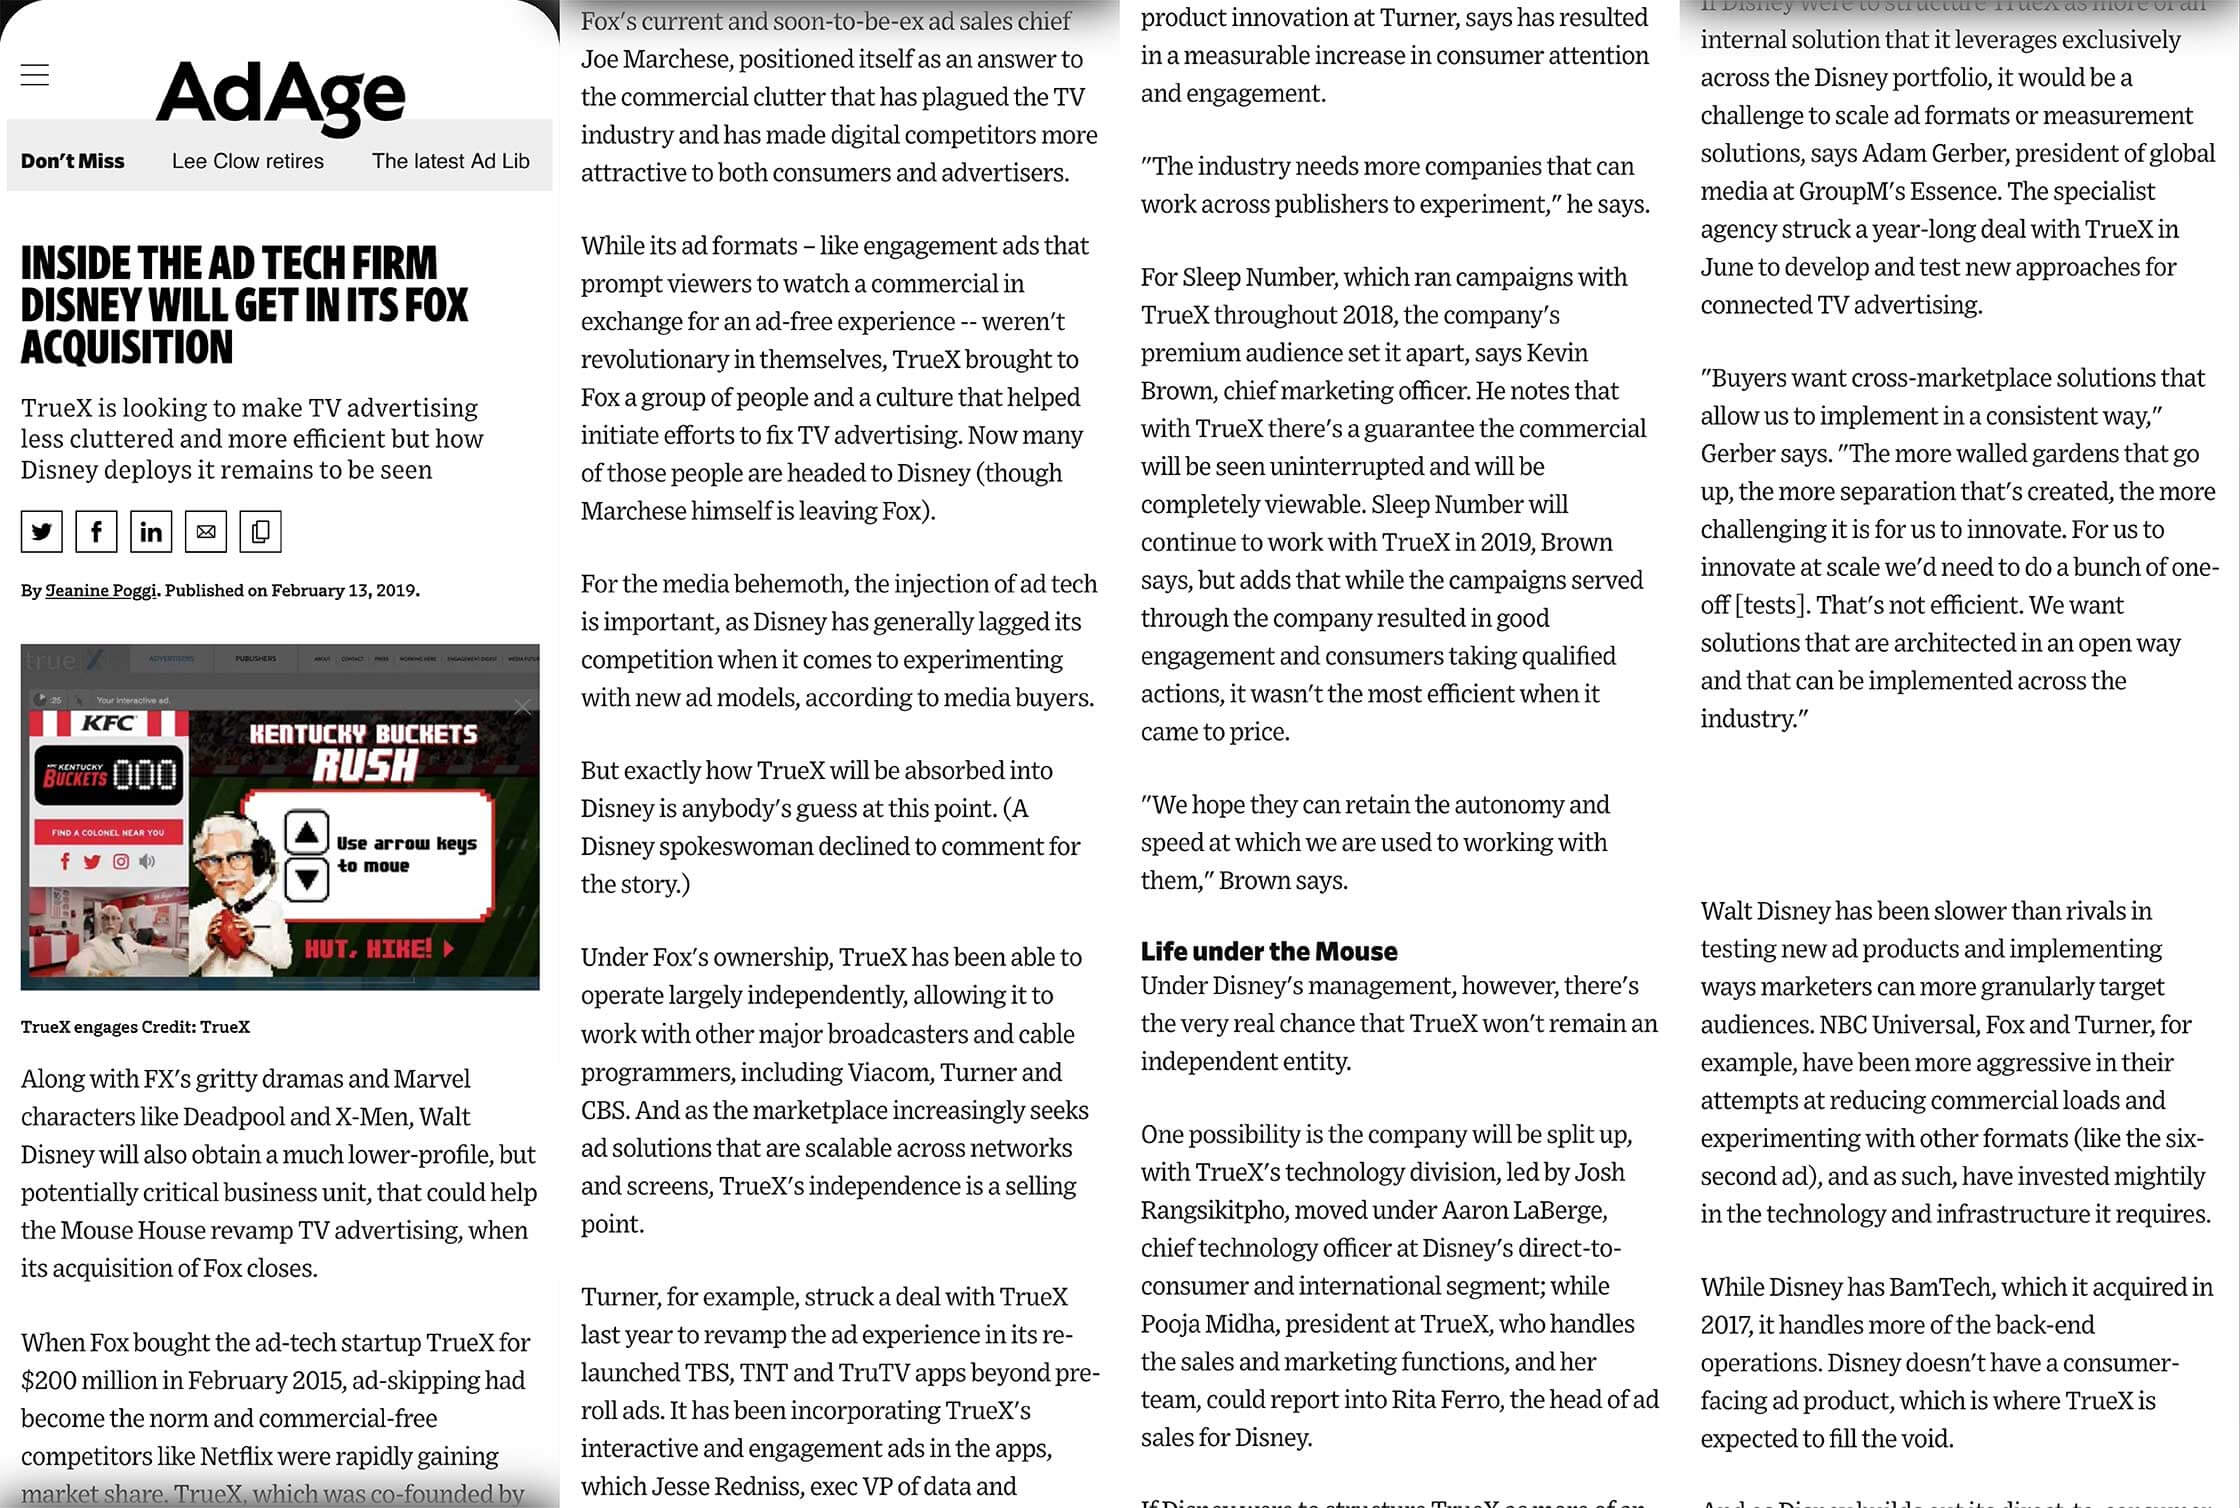 AdAge
Don't Miss
Lee Clow retires
The latest Ad Lib
INSIDE THE AD TECH FIRM
DISNEY WILL GET IN ITS FOX
ACQUISITION
TrueX is looking to make TV advertising
less cluttered and more efficient but how
Disney deploys it remains to be seen
By Jeanine Poggi. Published on February 13, 2019.
true X
ADVERTISERS
PUBLISHERS
ABOUT
CONTACT
PRESS
WORKING HERE
ENGAGEMENT DIGEST
:25
Your interactive ad.
KFC
KENTUCKY
BUCKETS 000
FIND A COLONEL NEAR YOU
KENTUCKY BUCKETS
RUSH
Use arrow keys
to move
HUT, HIKE!
TrueX engages Credit: TrueX
Along with FX's gritty dramas and Marvel
characters like Deadpool and X-Men, Walt
Disney will also obtain a much lower-profile, but
potentially critical business unit, that could help
the Mouse House revamp TV advertising, when
its acquisition of Fox closes.
When Fox bought the ad-tech startup TrueX for
$200 million in February 2015, ad-skipping had
become the norm and commercial-free
competitors like Netflix were rapidly gaining
market share. TrueX, which was co-founded by
Fox's current and soon-to-be-ex ad sales chief
Joe Marchese, positioned itself as an answer to
the commercial clutter that has plagued the TV
industry and has made digital competitors more
attractive to both consumers and advertisers.
While its ad formats – like engagement ads that
prompt viewers to watch a commercial in
exchange for an ad-free experience -- weren't
revolutionary in themselves, TrueX brought to
Fox a group of people and a culture that helped
initiate efforts to fix TV advertising. Now many
of those people are headed to Disney (though
Marchese himself is leaving Fox).
For the media behemoth, the injection of ad tech
is important, as Disney has generally lagged its
competition when it comes to experimenting
with new ad models, according to media buyers.
But exactly how TrueX will be absorbed into
Disney is anybody's guess at this point. (A
Disney spokeswoman declined to comment for
the story.)
Under Fox's ownership, TrueX has been able to
operate largely independently, allowing it to
work with other major broadcasters and cable
programmers, including Viacom, Turner and
CBS. And as the marketplace increasingly seeks
ad solutions that are scalable across networks
and screens, TrueX's independence is a selling
point.
Turner, for example, struck a deal with TrueX
last year to revamp the ad experience in its re-
launched TBS, TNT and TruTV apps beyond pre-
roll ads. It has been incorporating TrueX's
interactive and engagement ads in the apps,
which Jesse Redniss, exec VP of data and
product innovation at Turner, says has resulted
in a measurable increase in consumer attention
and engagement.
"The industry needs more companies that can
work across publishers to experiment," he says.
For Sleep Number, which ran campaigns with
TrueX throughout 2018, the company's
premium audience set it apart, says Kevin
Brown, chief marketing officer. He notes that
with TrueX there's a guarantee the commercial
will be seen uninterrupted and will be
completely viewable. Sleep Number will
continue to work with TrueX in 2019, Brown
says, but adds that while the campaigns served
through the company resulted in good
engagement and consumers taking qualified
actions, it wasn't the most efficient when it
came to price.
"We hope they can retain the autonomy and
speed at which we are used to working with
them," Brown says.
Life under the Mouse
Under Disney's management, however, there's
the very real chance that TrueX won't remain an
independent entity.
One possibility is the company will be split up,
with TrueX's technology division, led by Josh
Rangsikitpho, moved under Aaron LaBerge,
chief technology officer at Disney's direct-to-
consumer and international segment; while
Pooja Midha, president at TrueX, who handles
the sales and marketing functions, and her
team, could report into Rita Ferro, the head of ad
sales for Disney.
If Disney were to structure TrueX as more of an
internal solution that it leverages exclusively
across the Disney portfolio, it would be a
challenge to scale ad formats or measurement
solutions, says Adam Gerber, president of global
media at GroupM's Essence. The specialist
agency struck a year-long deal with TrueX in
June to develop and test new approaches for
connected TV advertising.
"Buyers want cross-marketplace solutions that
allow us to implement in a consistent way,"
Gerber says. "The more walled gardens that go
up, the more separation that's created, the more
challenging it is for us to innovate. For us to
innovate at scale we'd need to do a bunch of one-
off [tests]. That's not efficient. We want
solutions that are architected in an open way
and that can be implemented across the
industry."
Walt Disney has been slower than rivals in
testing new ad products and implementing
ways marketers can more granularly target
audiences. NBC Universal, Fox and Turner, for
example, have been more aggressive in their
attempts at reducing commercial loads and
experimenting with other formats (like the six-
second ad), and as such, have invested mightily
in the technology and infrastructure it requires.
While Disney has BamTech, which it acquired in
2017, it handles more of the back-end
operations. Disney doesn't have a consumer-
facing ad product, which is where TrueX is
expected to fill the void.